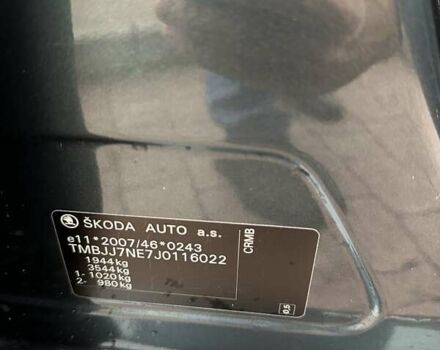 ŠKODA AUTO a.s.
e11*2007/46*0243
TMBJJ7NE7J0116022
1944kg
3544kg
1- 1020kg
2- 980kg
CRMB
0,5